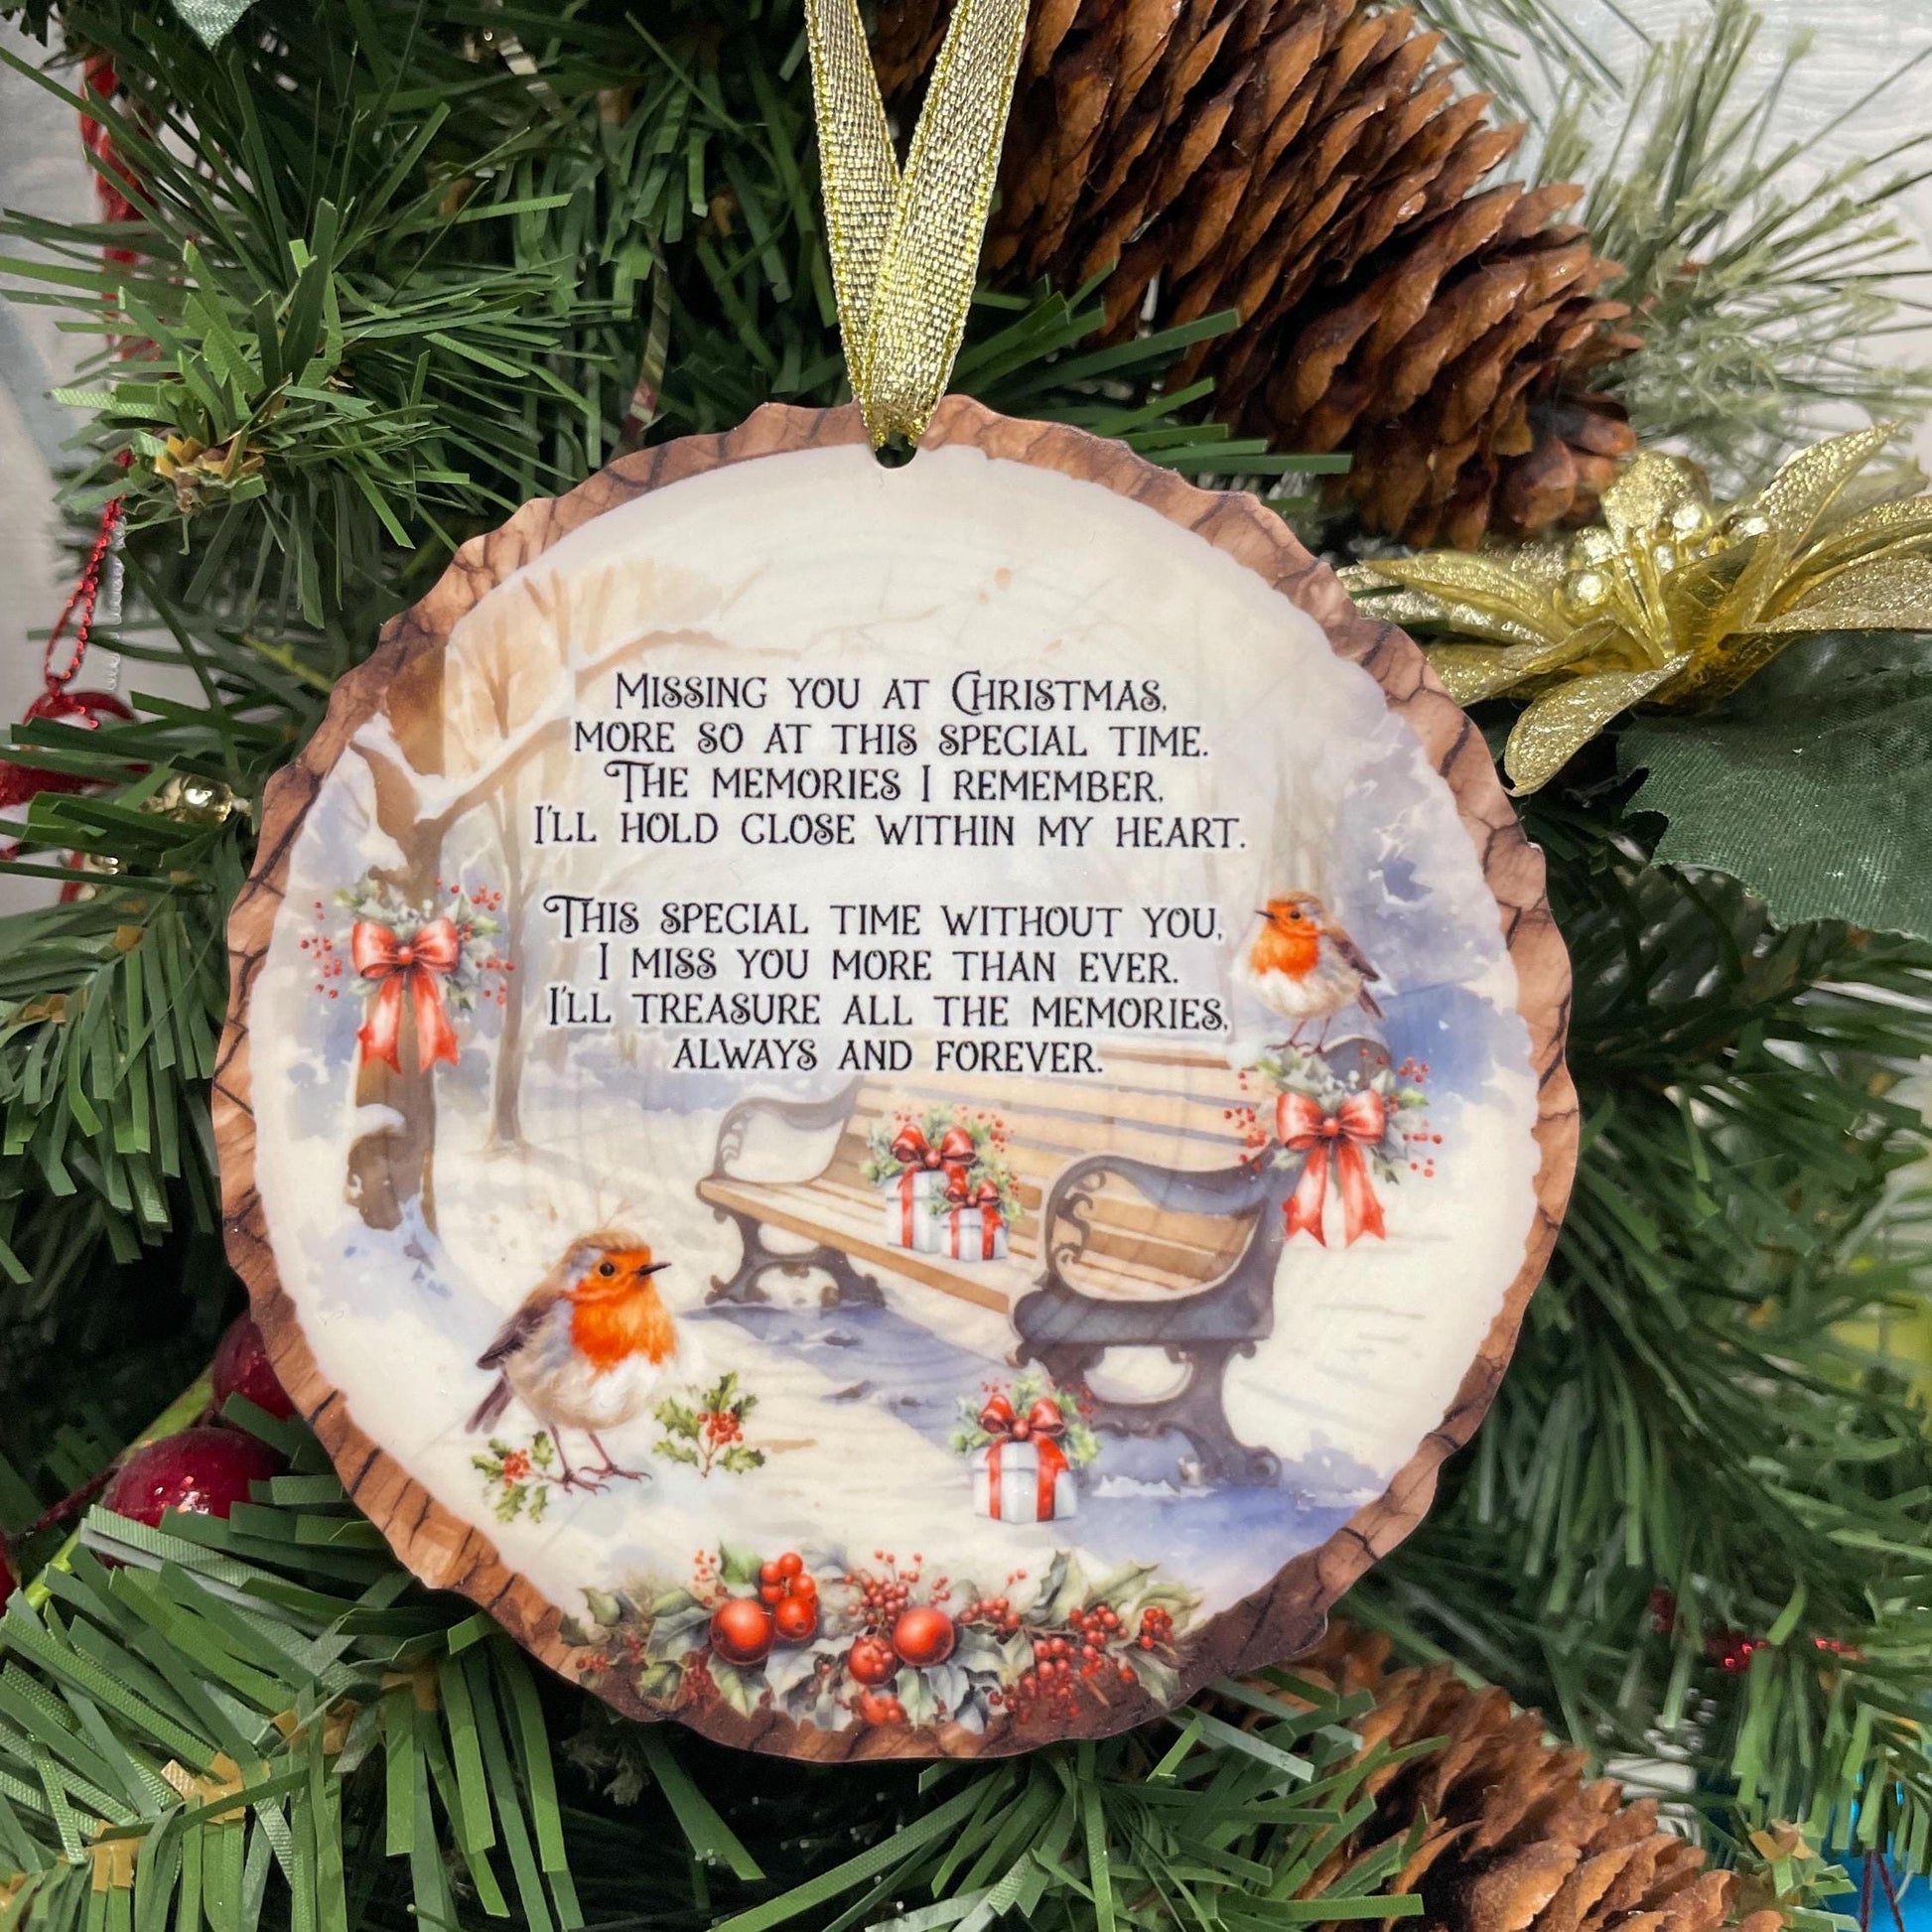 Missing you at Christmas,
more so at this special time.
The memories I remember,
I'll hold close within my heart.
This special time without you,
I miss you more than ever.
I'll treasure all the memories,
always and forever.